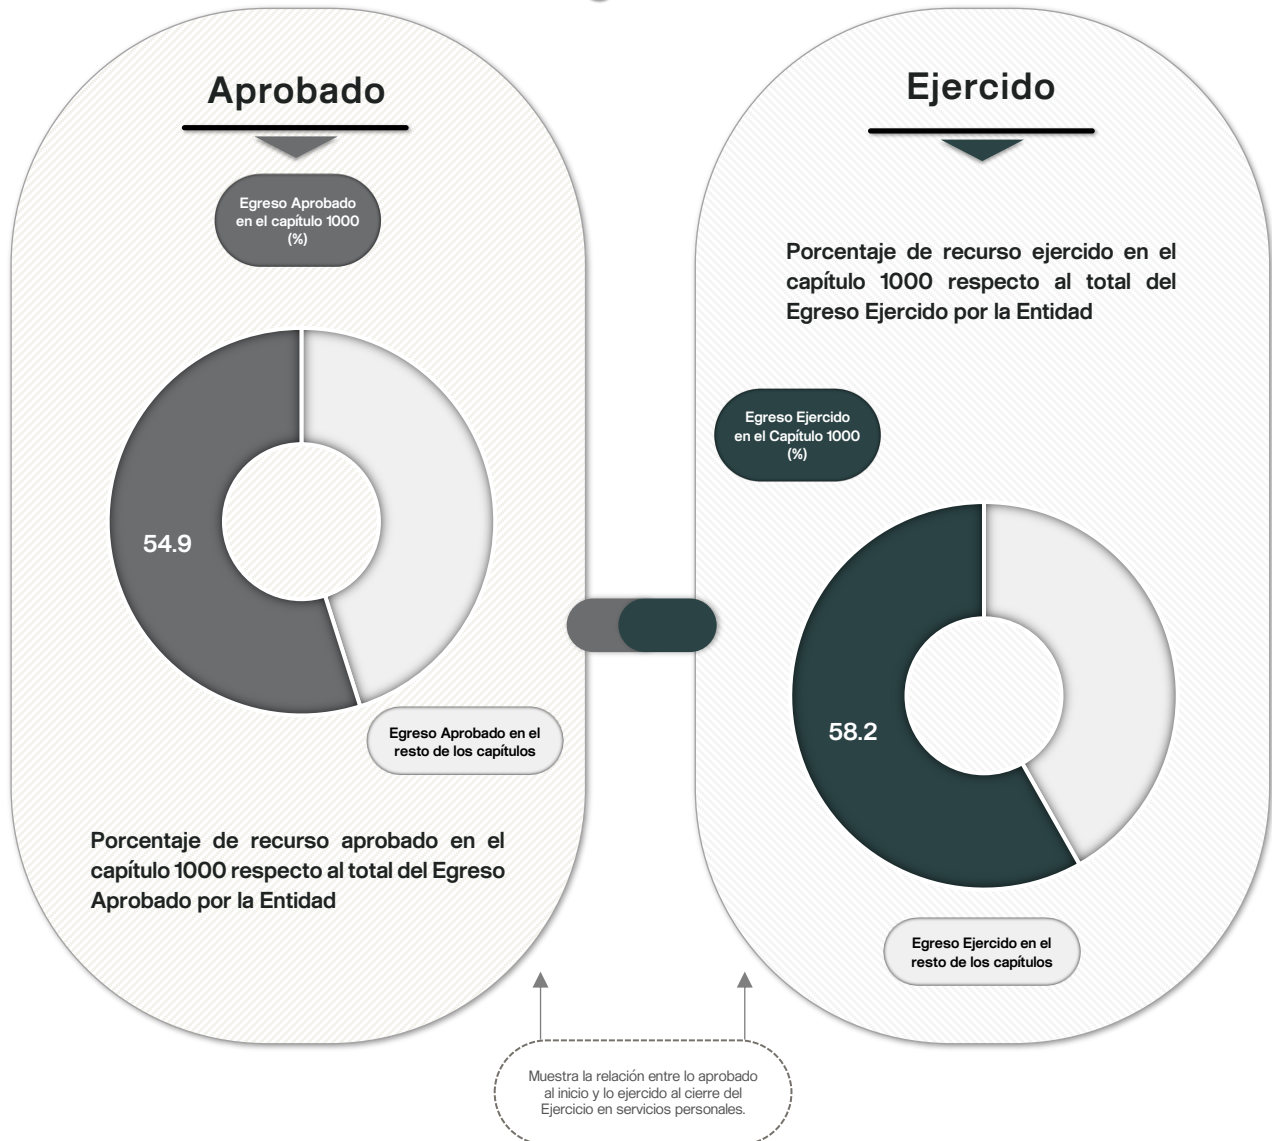 Aprobado
Egreso Aprobado
en el capítulo 1000
(%)
54.9
Egreso Aprobado en el
resto de los capítulos
Porcentaje de recurso aprobado en el
capítulo 1000 respecto al total del Egreso
Aprobado por la Entidad
Ejercido
Porcentaje de recurso ejercido en el
capítulo 1000 respecto al total del
Egreso Ejercido por la Entidad
Egreso Ejercido
en el Capítulo 1000
(%)
58.2
Egreso Ejercido en el
resto de los capítulos
Muestra la relación entre lo aprobado
al inicio y lo ejercido al cierre del
Ejercicio en servicios personales.